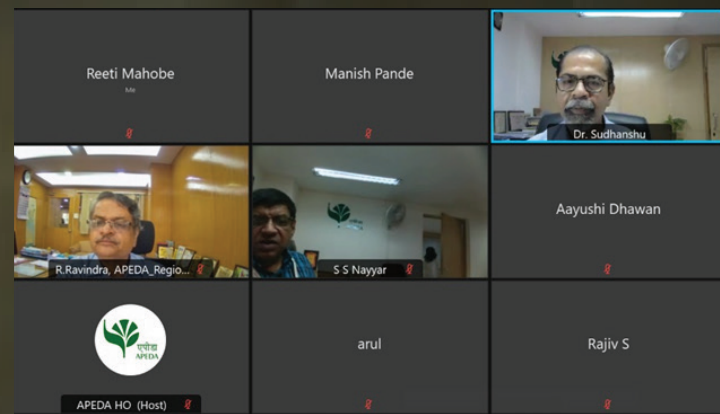 Reeti Mahobe
Me
Manish Pande
Dr. Sudhanshu
R.Ravindra, APEDA_Regio...
S S Nayyar
Aayushi Dhawan
एपीडा
APEDA
APEDA HO (Host)
arul
Rajiv S